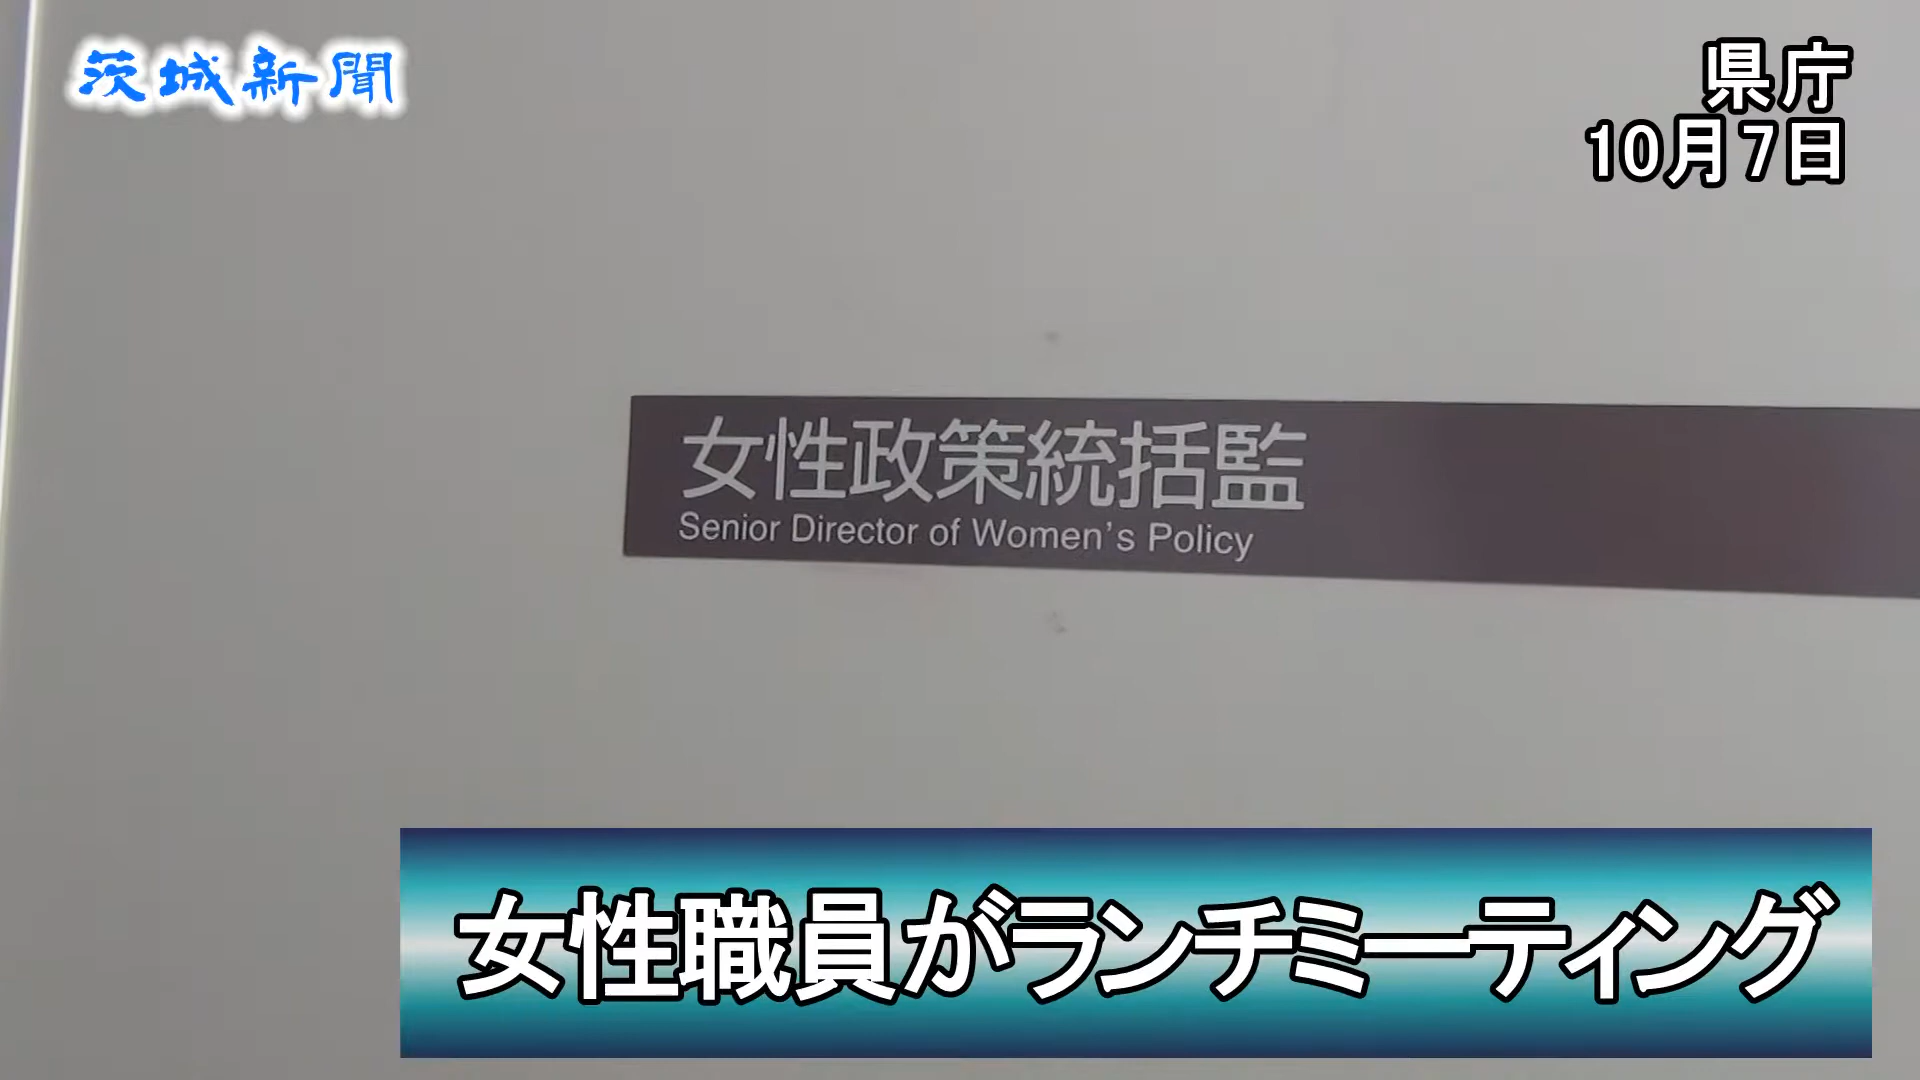 茨城新聞
県庁
10月7日
女性政策統括監
Senior Director of Women's Policy
女性職員がランチミーティング